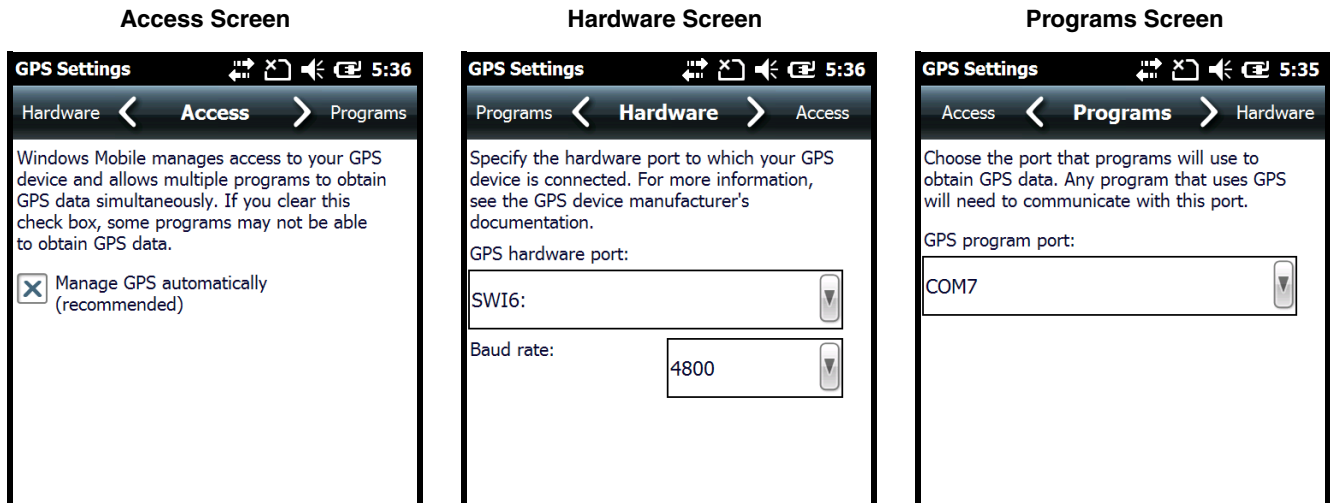 Access Screen
GPS Settings 5:36
Hardware Access Programs
Windows Mobile manages access to your GPS
device and allows multiple programs to obtain
GPS data simultaneously. If you clear this
check box, some programs may not be able
to obtain GPS data.
Manage GPS automatically
(recommended)
Hardware Screen
GPS Settings 5:36
Programs Hardware Access
Specify the hardware port to which your GPS
device is connected. For more information,
see the GPS device manufacturer's
documentation.
GPS hardware port:
SWI6:
Baud rate:
4800
Programs Screen
GPS Settings 5:35
Access Programs Hardware
Choose the port that programs will use to
obtain GPS data. Any program that uses GPS
will need to communicate with this port.
GPS program port:
COM7